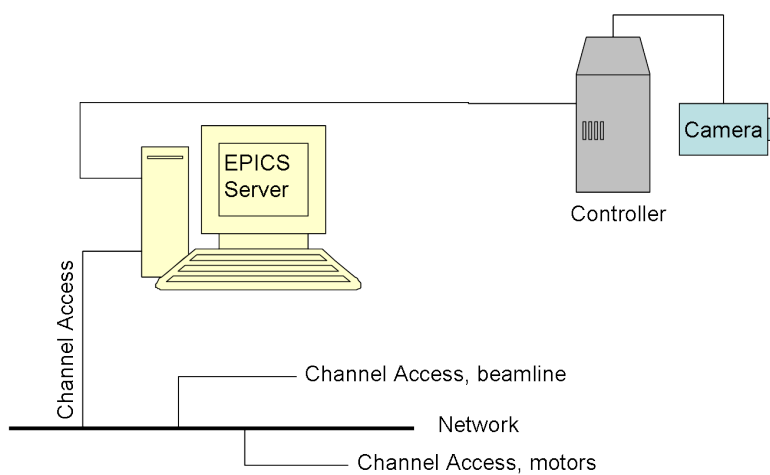 Camera
EPICS
Server
Controller
Channel Access
Channel Access, beamline
Network
Channel Access, motors